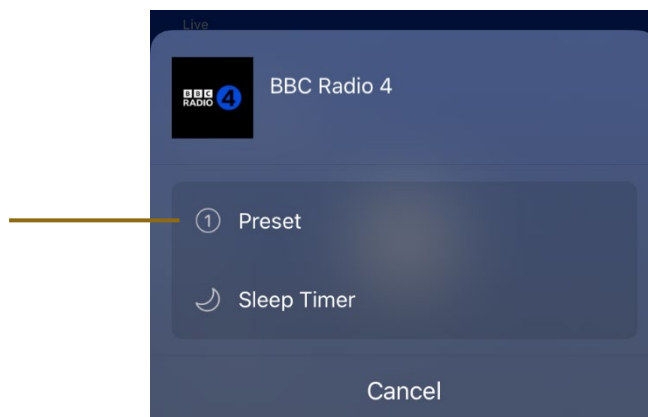 Live
BBC
RADIO 4
BBC Radio 4
1 Preset
Sleep Timer
Cancel